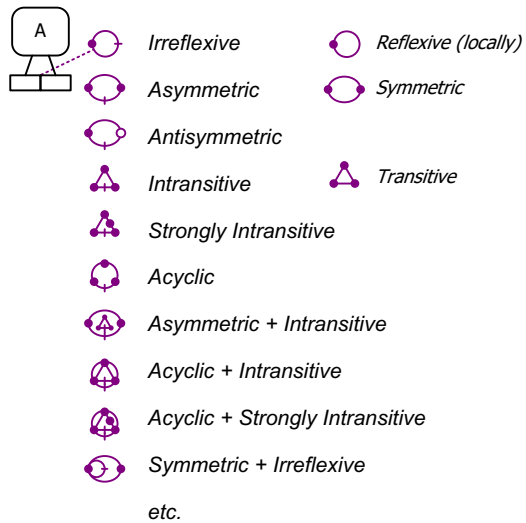 A
Irreflexive
Reflexive (locally)
Asymmetric
Symmetric
Antisymmetric
Intransitive
Transitive
Strongly Intransitive
Acyclic
Asymmetric + Intransitive
Acyclic + Intransitive
Acyclic + Strongly Intransitive
Symmetric + Irreflexive
etc.